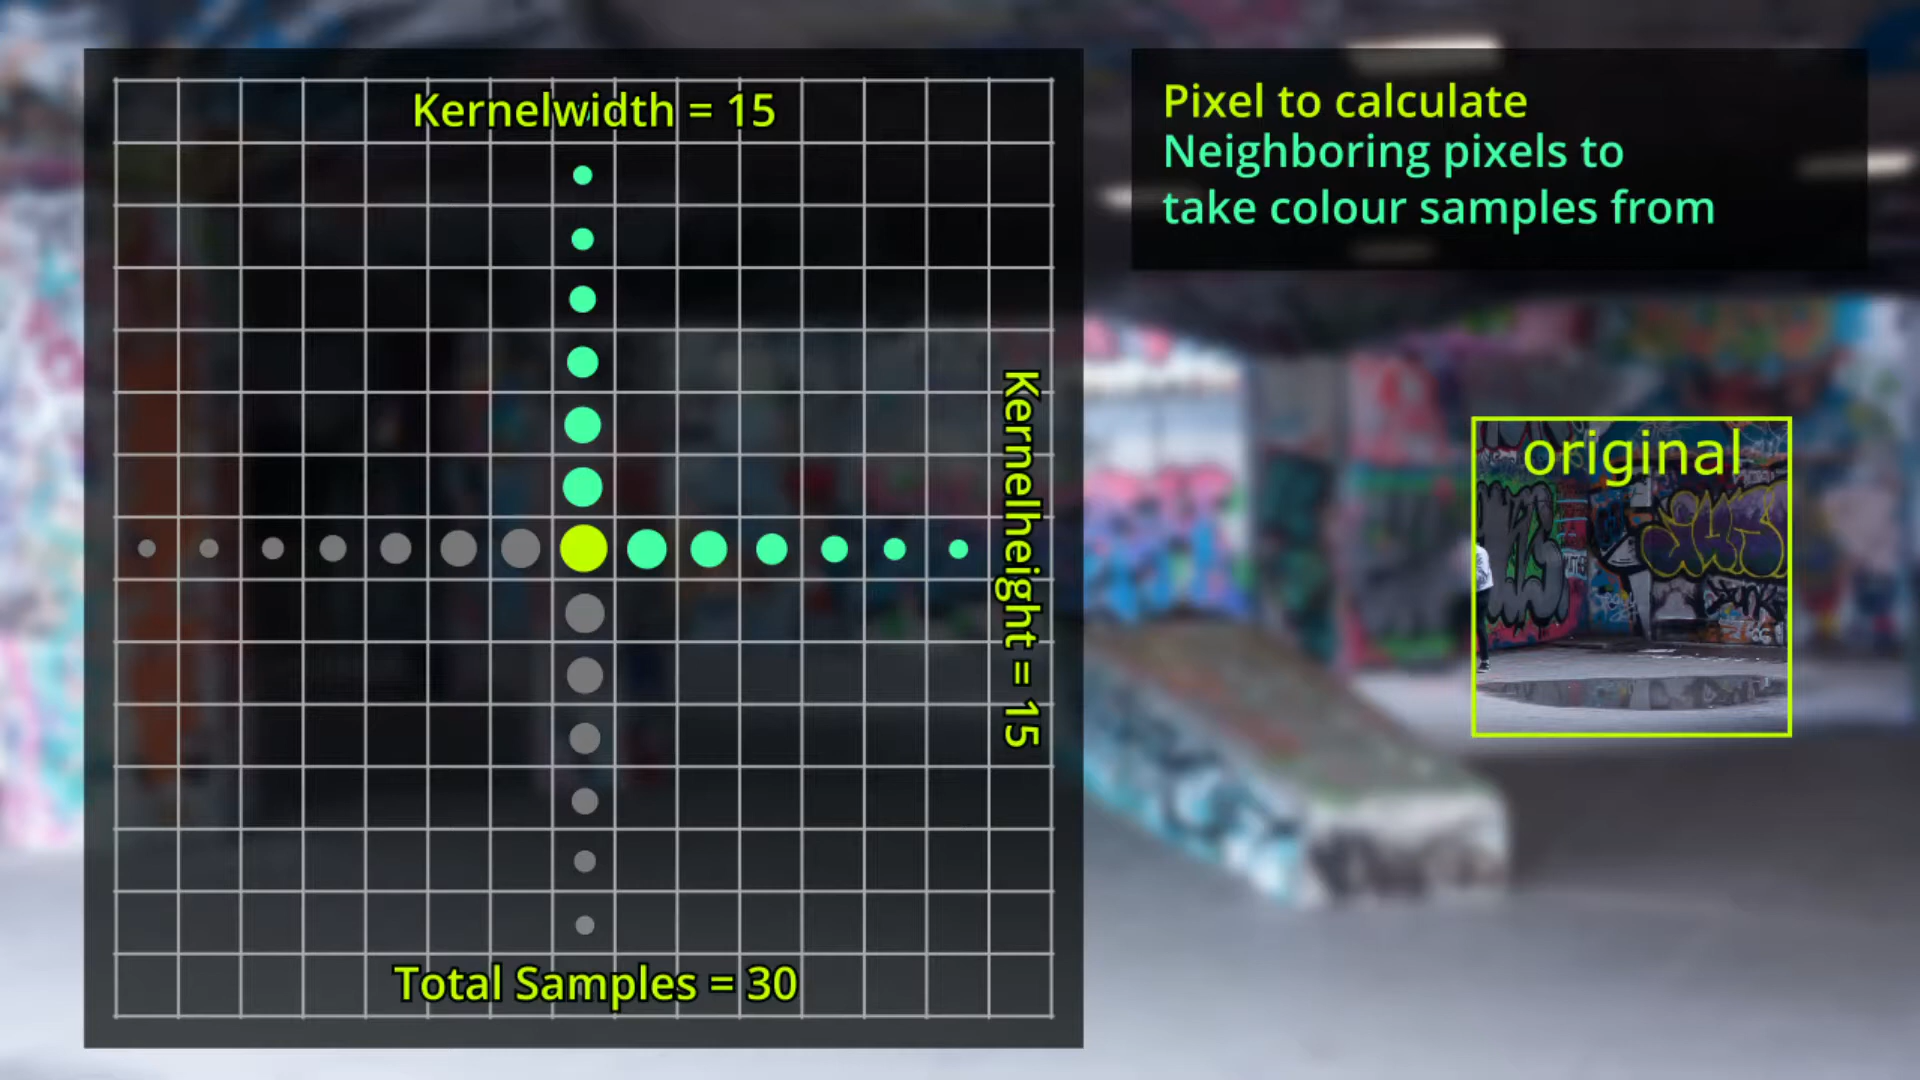 Kernelwidth = 15
Kernelheight = 15
Total Samples = 30
Pixel to calculate
Neighboring pixels to
take colour samples from
original